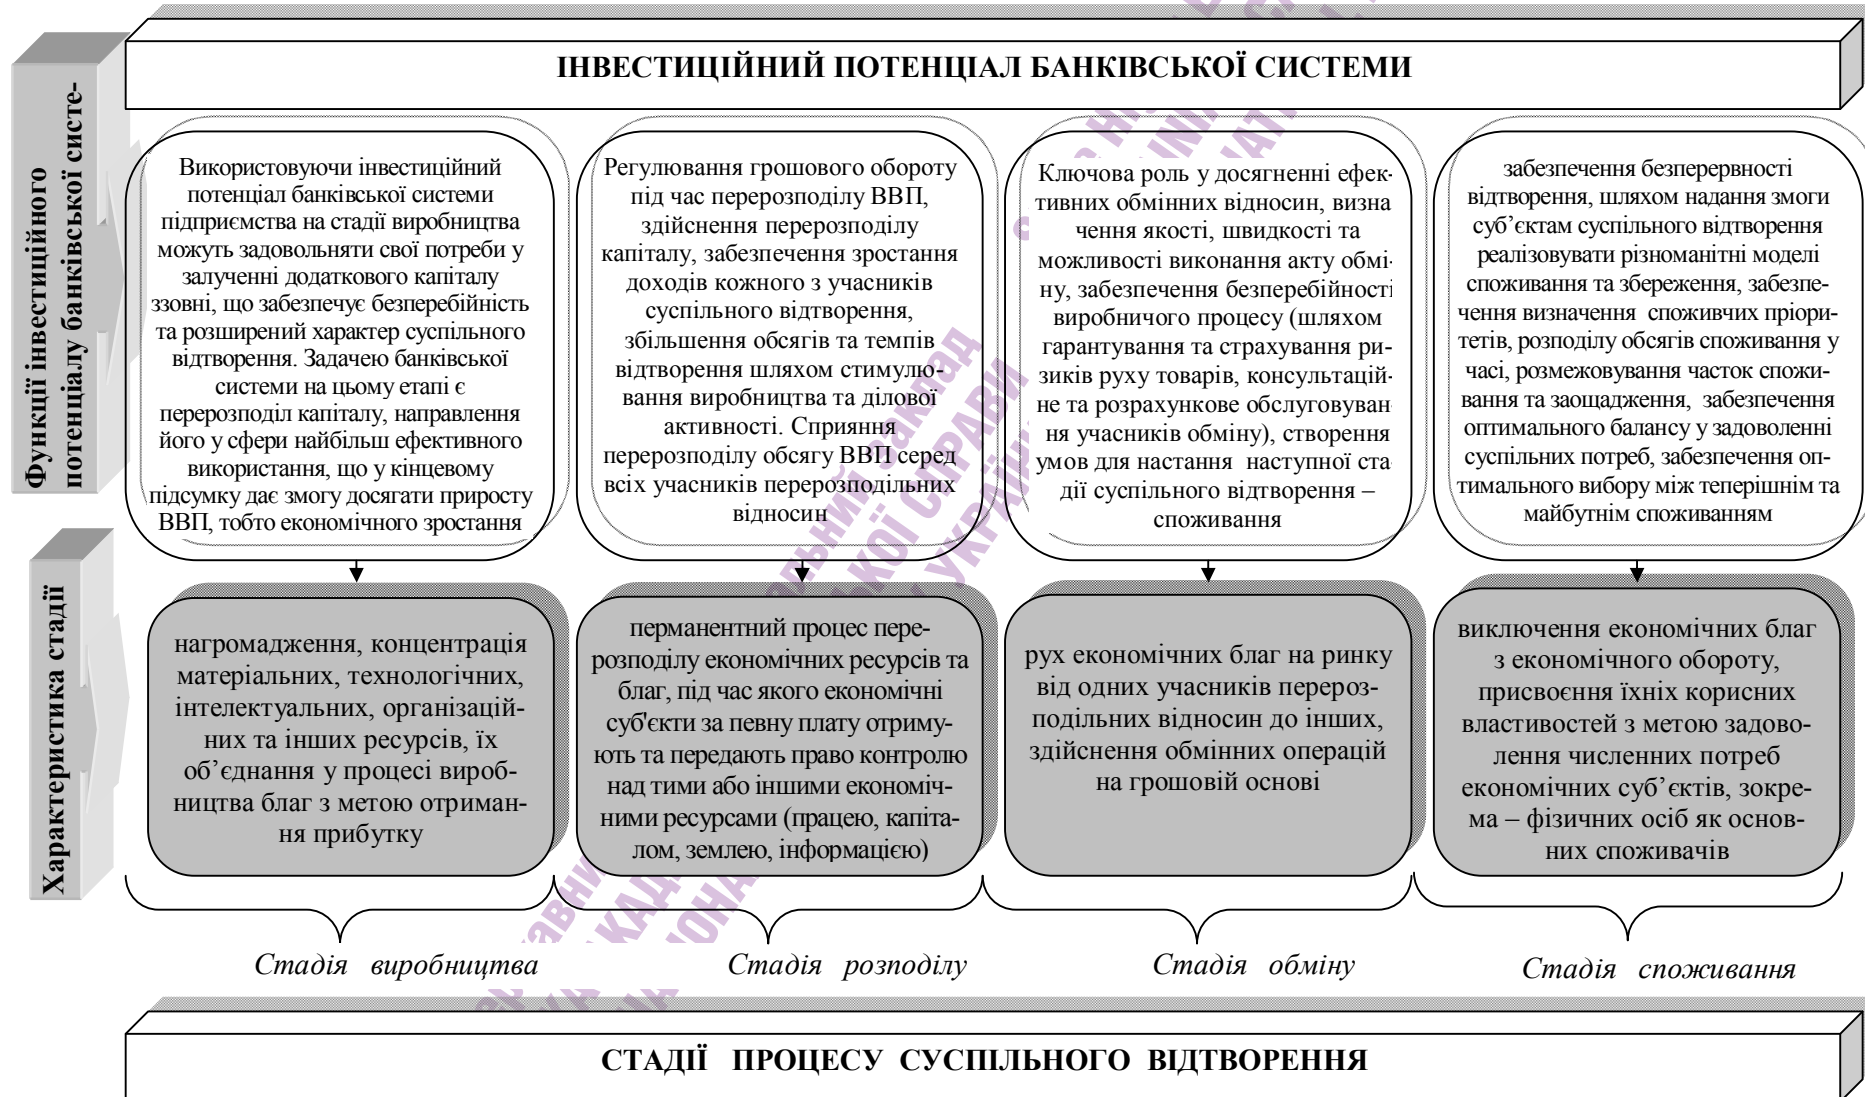 ІНВЕСТИЦІЙНИЙ ПОТЕНЦІАЛ БАНКІВСЬКОЇ СИСТЕМИ
Функції інвестиційного
потенціалу банківської систе-
Використовуючи інвестиційний
потенціал банківської системи
підприємства на стадії виробництва
можуть задовольняти свої потреби у
залученні додаткового капіталу
ззовні, що забезпечує безперебійність
та розширений характер суспільного
відтворення. Задачею банківської
системи на цьому етапі є
перерозподіл капіталу, направлення
його у сфери найбільш ефективного
використання, що у кінцевому
підсумку дає змогу досягати приросту
ВВП, тобто економічного зростання
Регулювання грошового обороту
під час перерозподілу ВВП,
здійснення перерозподілу
капіталу, забезпечення зростання
доходів кожного з учасників
суспільного відтворення,
збільшення обсягів та темпів
відтворення шляхом стимулю-
вання виробництва та ділової
активності. Сприяння
перерозподілу обсягу ВВП серед
всіх учасників перерозподільних
відносин
Ключова роль у досягненні ефек-
тивних обмінних відносин, визна
чення якості, швидкості та
можливості виконання акту обмі-
ну, забезпечення безперебійності
виробничого процесу (шляхом
гарантування та страхування ри-
зиків руху товарів, консультацій-
не та розрахункове обслуговуван-
ня учасників обміну), створення
умов для настання наступної ста-
дії суспільного відтворення –
споживання
забезпечення безперервності
відтворення, шляхом надання змоги
суб’єктам суспільного відтворення
реалізовувати різноманітні моделі
споживання та збереження, забезпе-
чення визначення споживчих пріори-
тетів, розподілу обсягів споживання у
часі, розмежовування часток спожи-
вання та заощадження, забезпечення
оптимального балансу у задоволенні
суспільних потреб, забезпечення оп-
тимального вибору між теперішнім та
майбутнім споживанням
Характеристика стадії
нагромадження, концентрація
матеріальних, технологічних,
інтелектуальних, організацій-
них та інших ресурсів, їх
об’єднання у процесі вироб-
ництва благ з метою отриман-
ня прибутку
перманентний процес пере-
розподілу економічних ресурсів та
благ, під час якого економічні
суб'єкти за певну плату отриму-
ють та передають право контролю
над тими або іншими економіч-
ними ресурсами (працею, капіта-
лом, землею, інформацією)
рух економічних благ на ринку
від одних учасників перероз-
подільних відносин до інших,
здійснення обмінних операцій
на грошовій основі
виключення економічних благ
з економічного обороту,
присвоєння їхніх корисних
властивостей з метою задово-
лення численних потреб
економічних суб’єктів, зокре-
ма – фізичних осіб як основ-
них споживачів
Стадія виробництва
Стадія розподілу
Стадія обміну
Стадія споживання
СТАДІЇ ПРОЦЕСУ СУСПІЛЬНОГО ВІДТВОРЕННЯ